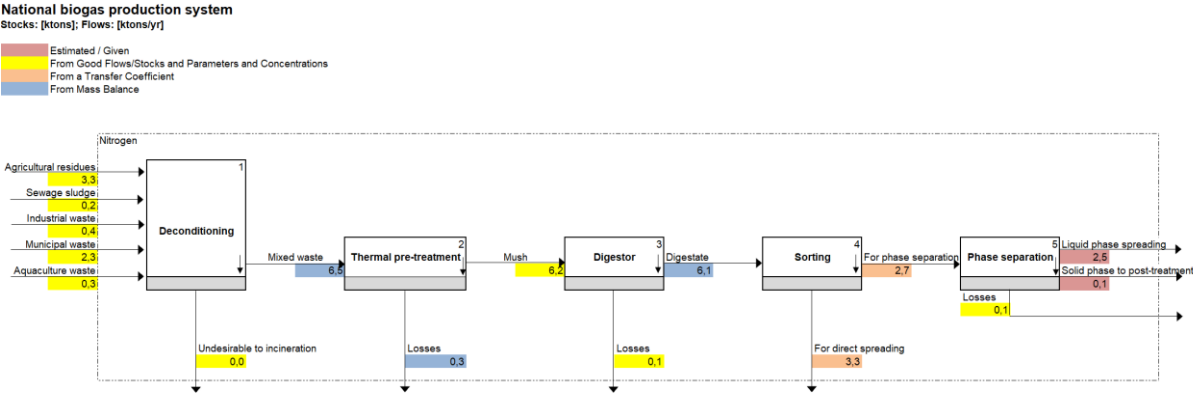 National biogas production system
Stocks: [ktons]; Flows: [ktons/yr]
Estimated / Given
From Good Flows/Stocks and Parameters and Concentrations
From a Transfer Coefficient
From Mass Balance
Nitrogen
Agricultural residues
3,3
Sewage sludge
0,2
Industrial waste
0,4
Municipal waste
2,3
Aquaculture waste
0,3
1
Deconditioning
Undesirable to incineration
0,0
Mixed waste
6,5
2
Thermal pre-treatment
Losses
0,3
Mush
6,2
3
Digestor
Losses
0,1
Digestate
6,1
4
Sorting
For direct spreading
3,3
For phase separation
2,7
5
Phase separation
Liquid phase spreading
2,5
Solid phase to post-treatment
0,1
Losses
0,1